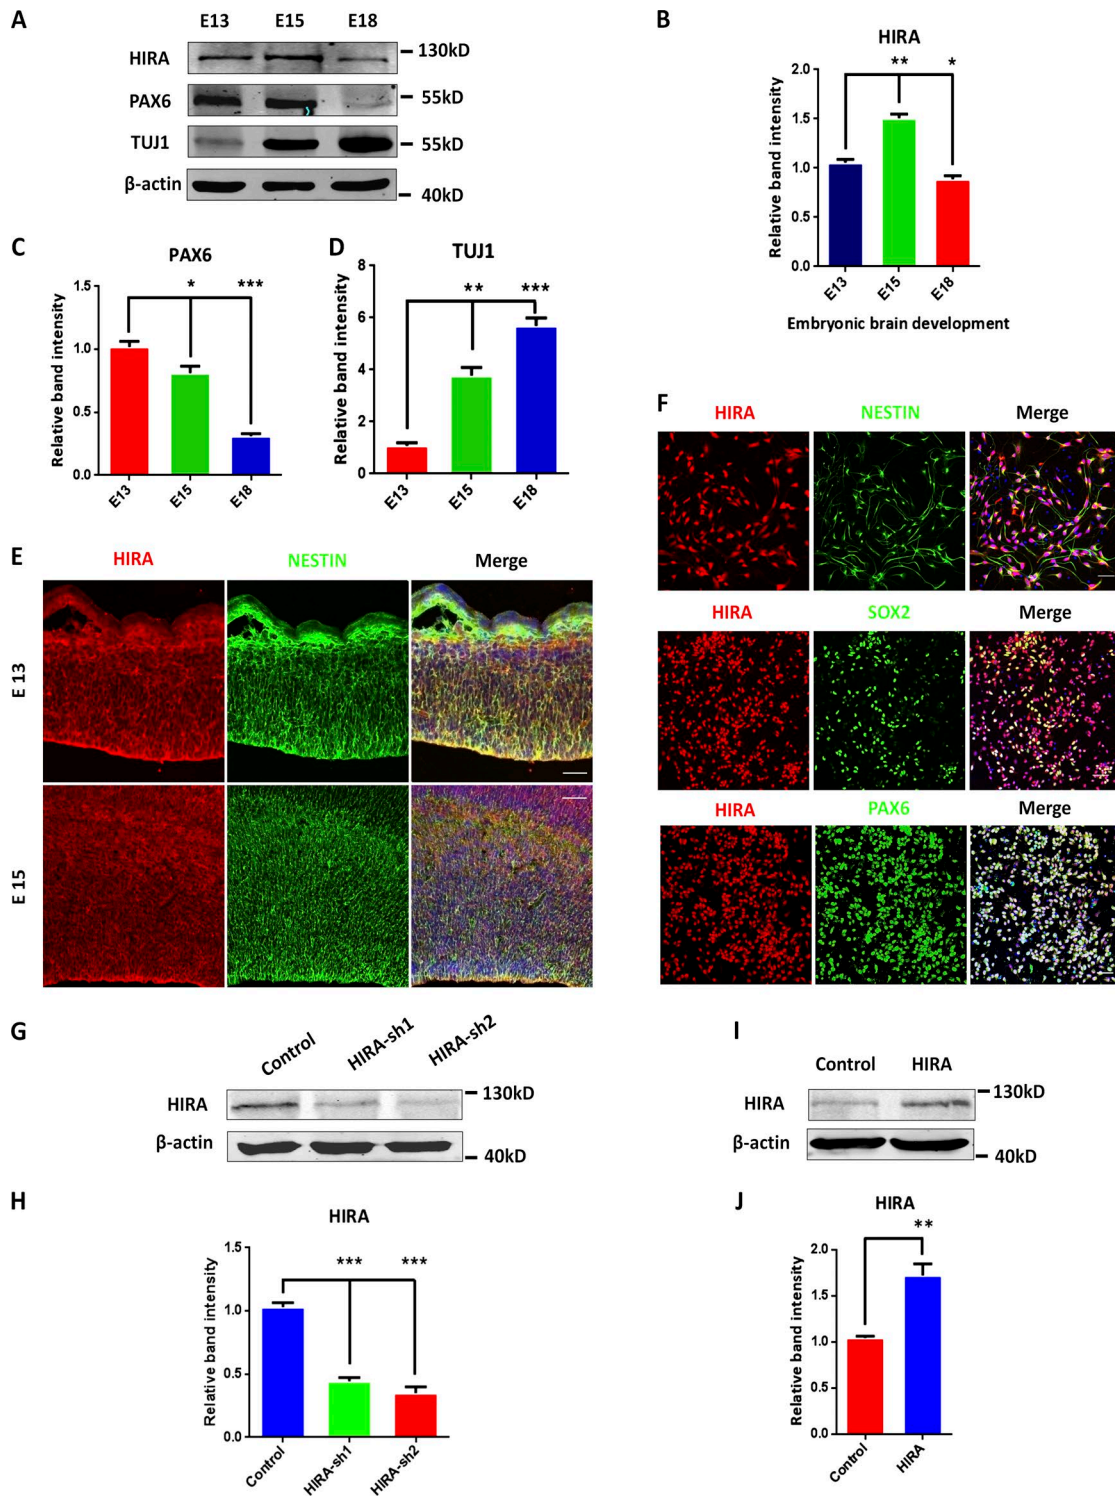 A
E13 E15 E18
HIRA
130kD
PAX6
55kD
TUJ1
55kD
β-actin
40kD
B
HIRA
** *
Relative band intensity
2.0
1.5
1.0
0.5
0.0
E13 E15 E18
Embryonic brain development
C
PAX6
* ***
Relative band intensity
1.5
1.0
0.5
0.0
E13 E15 E18
D
TUJ1
** ***
Relative band intensity
8
6
4
2
0
E13 E15 E18
E
HIRA NESTIN Merge
E 13
E 15
F
HIRA NESTIN Merge
HIRA SOX2 Merge
HIRA PAX6 Merge
G
Control HIRA-sh1 HIRA-sh2
HIRA
130kD
β-actin
40kD
H
HIRA
*** ***
Relative band intensity
1.5
1.0
0.5
0.0
Control HIRA-sh1 HIRA-sh2
I
Control HIRA
HIRA
130kD
β-actin
40kD
J
HIRA
**
Relative band intensity
2.0
1.5
1.0
0.5
0.0
Control HIRA